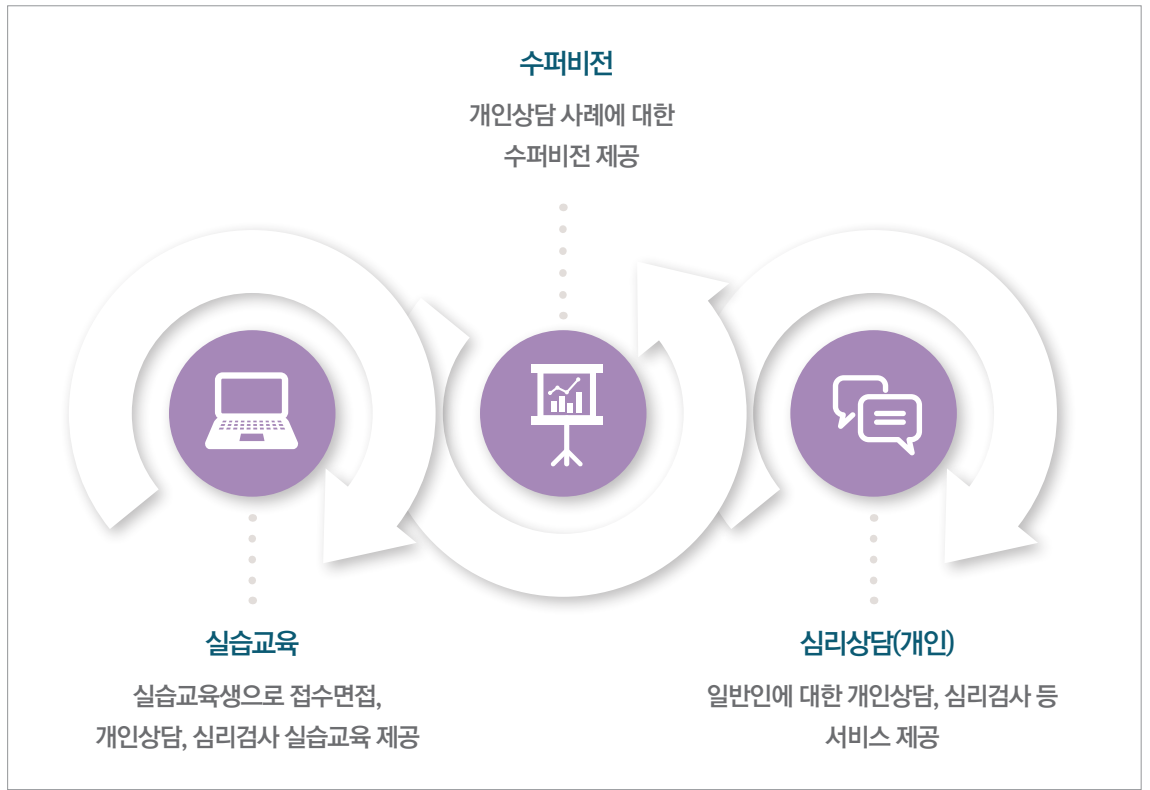 수퍼비전
개인상담 사례에 대한
수퍼비전 제공
실습교육
실습교육생으로 접수면접,
개인상담, 심리검사 실습교육 제공
심리상담(개인)
일반인에 대한 개인상담, 심리검사 등
서비스 제공